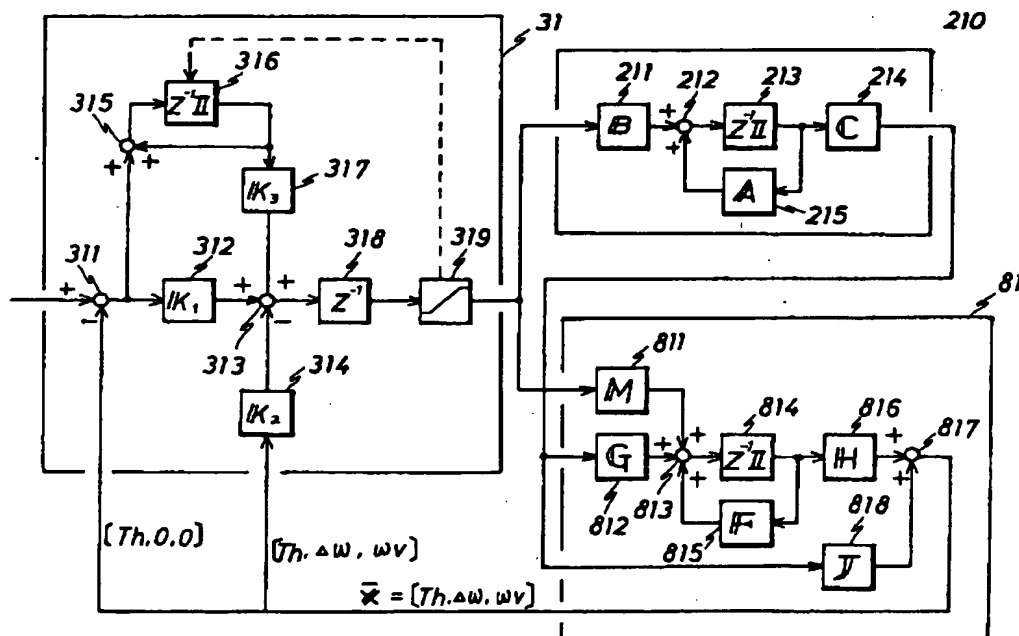 31
210
316
Z⁻¹𝕀
315
+ +
317
𝕂₃
311
312
318
319
+
𝕂₁
+ +
Z⁻¹
-
-
313
314
𝕂₂
[Th,0,0]
[Th.Δω, ωv]
x̄ = [Th,Δω, ωv]
211
212
213
214
𝔹
+
Z⁻¹𝕀
ℂ
+
𝔸
215
81
811
𝕄
814
816
817
+
𝔾
+
Z⁻¹𝕀
ℍ
+
812
813
+
+
𝔽
818
815
𝕁